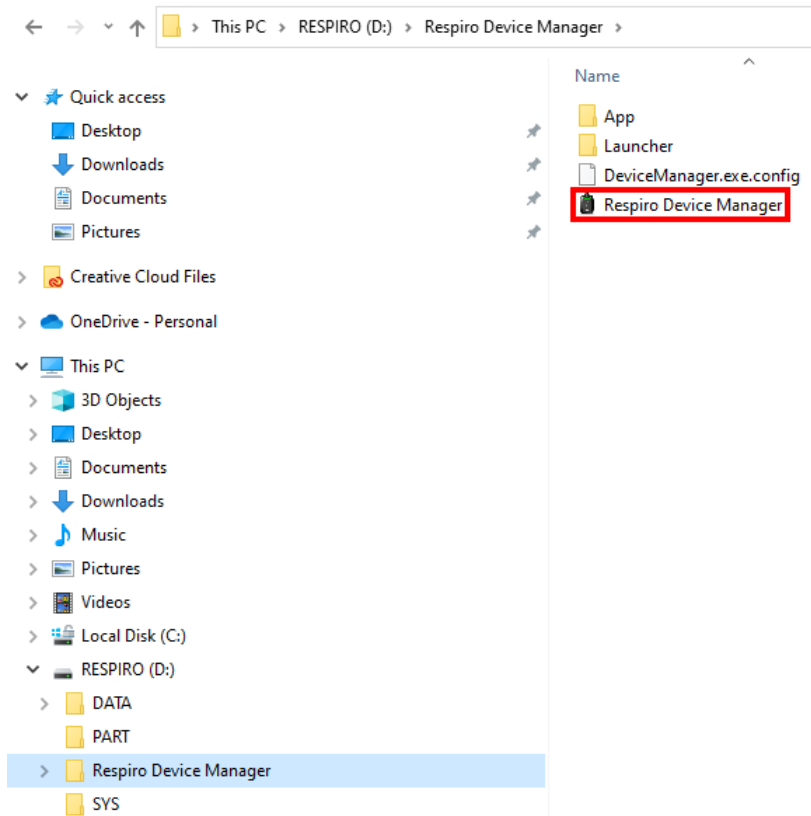 This PC > RESPIRO (D:) > Respiro Device Manager >
Quick access
Desktop
Downloads
Documents
Pictures
Creative Cloud Files
OneDrive - Personal
This PC
3D Objects
Desktop
Documents
Downloads
Music
Pictures
Videos
Local Disk (C:)
RESPIRO (D:)
DATA
PART
Respiro Device Manager
SYS
Name
App
Launcher
DeviceManager.exe.config
Respiro Device Manager